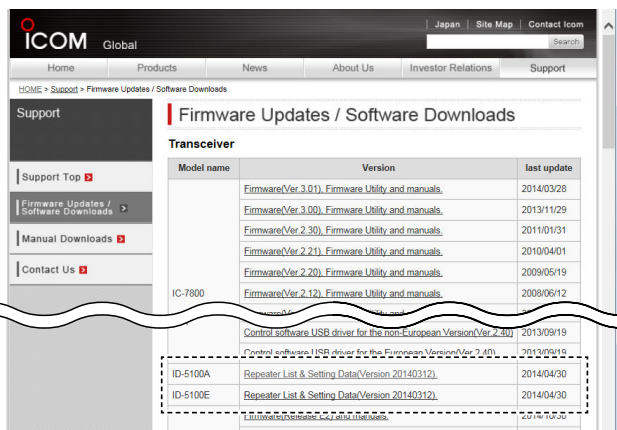 Japan | Site Map | Contact Icom
ICOM Global
Search
Home Products News About Us Investor Relations Support
HOME > Support > Firmware Updates / Software Downloads
Support
Support Top
Firmware Updates /
Software Downloads
Manual Downloads
Contact Us
Firmware Updates / Software Downloads
Transceiver
Model name Version last update
IC-7800
Firmware(Ver.3.01), Firmware Utility and manuals. 2014/03/28
Firmware(Ver.3.00), Firmware Utility and manuals. 2013/11/29
Firmware(Ver.2.30), Firmware Utility and manuals. 2011/01/31
Firmware(Ver.2.21), Firmware Utility and manuals. 2010/04/01
Firmware(Ver.2.20), Firmware Utility and manuals. 2009/05/19
Firmware(Ver.2.12), Firmware Utility and manuals. 2008/06/12
Control software USB driver for the non-European Version(Ver.2.40) 2013/09/19
Control software USB driver for the European Version(Ver.2.40) 2013/09/19
ID-5100A Repeater List & Setting Data(Version 20140312). 2014/04/30
ID-5100E Repeater List & Setting Data(Version 20140312). 2014/04/30
Firmware(Release E2) and manuals. 2014/10/30